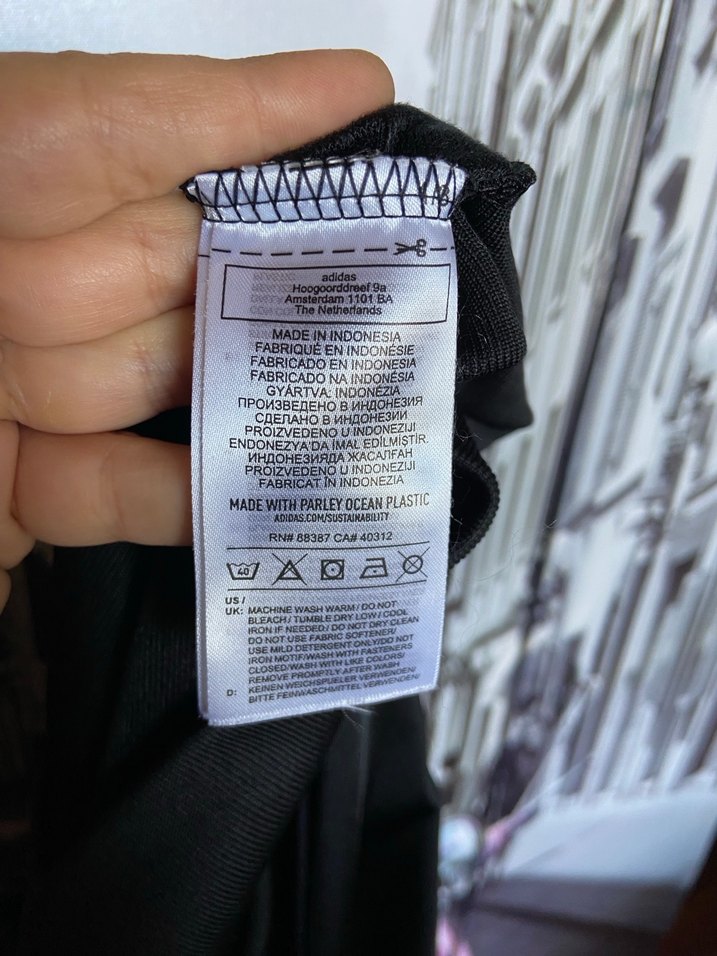 adidas
Hoogoorddreef 9a
Amsterdam 1101 BA
The Netherlands
MADE IN INDONESIA
FABRIQUÉ EN INDONÉSIE
FABRICADO EN INDONESIA
FABRICADO NA INDONÉSIA
GYÁRTVA: INDONÉZIA
ПРОИЗВЕДЕНО В ИНДОНЕЗИЯ
СДЕЛАНО В ИНДОНЕЗИИ
PROIZVEDENO U INDONEZIJI
ENDONEZYA'DA İMAL EDİLMİŞTİR.
ИНДОНЕЗИЯДА ЖАСАЛҒАН
PROIZVEDENO U INDONEZIJI
FABRICAT ÎN INDONEZIA
MADE WITH PARLEY OCEAN PLASTIC
ADIDAS.COM/SUSTAINABILITY
RN# 88387 CA# 40312
40
US /
UK: MACHINE WASH WARM / DO NOT
BLEACH / TUMBLE DRY LOW / COOL
IRON IF NEEDED / DO NOT DRY CLEAN
DO NOT USE FABRIC SOFTENER/
USE MILD DETERGENT ONLY/DO NOT
IRON MOTIF/WASH WITH FASTENERS
CLOSED/WASH WITH LIKE COLORS/
REMOVE PROMPTLY AFTER WASH
D: KEINEN WEICHSPUELER VERWENDEN/
BITTE FEINWASCHMITTEL VERWENDEN/